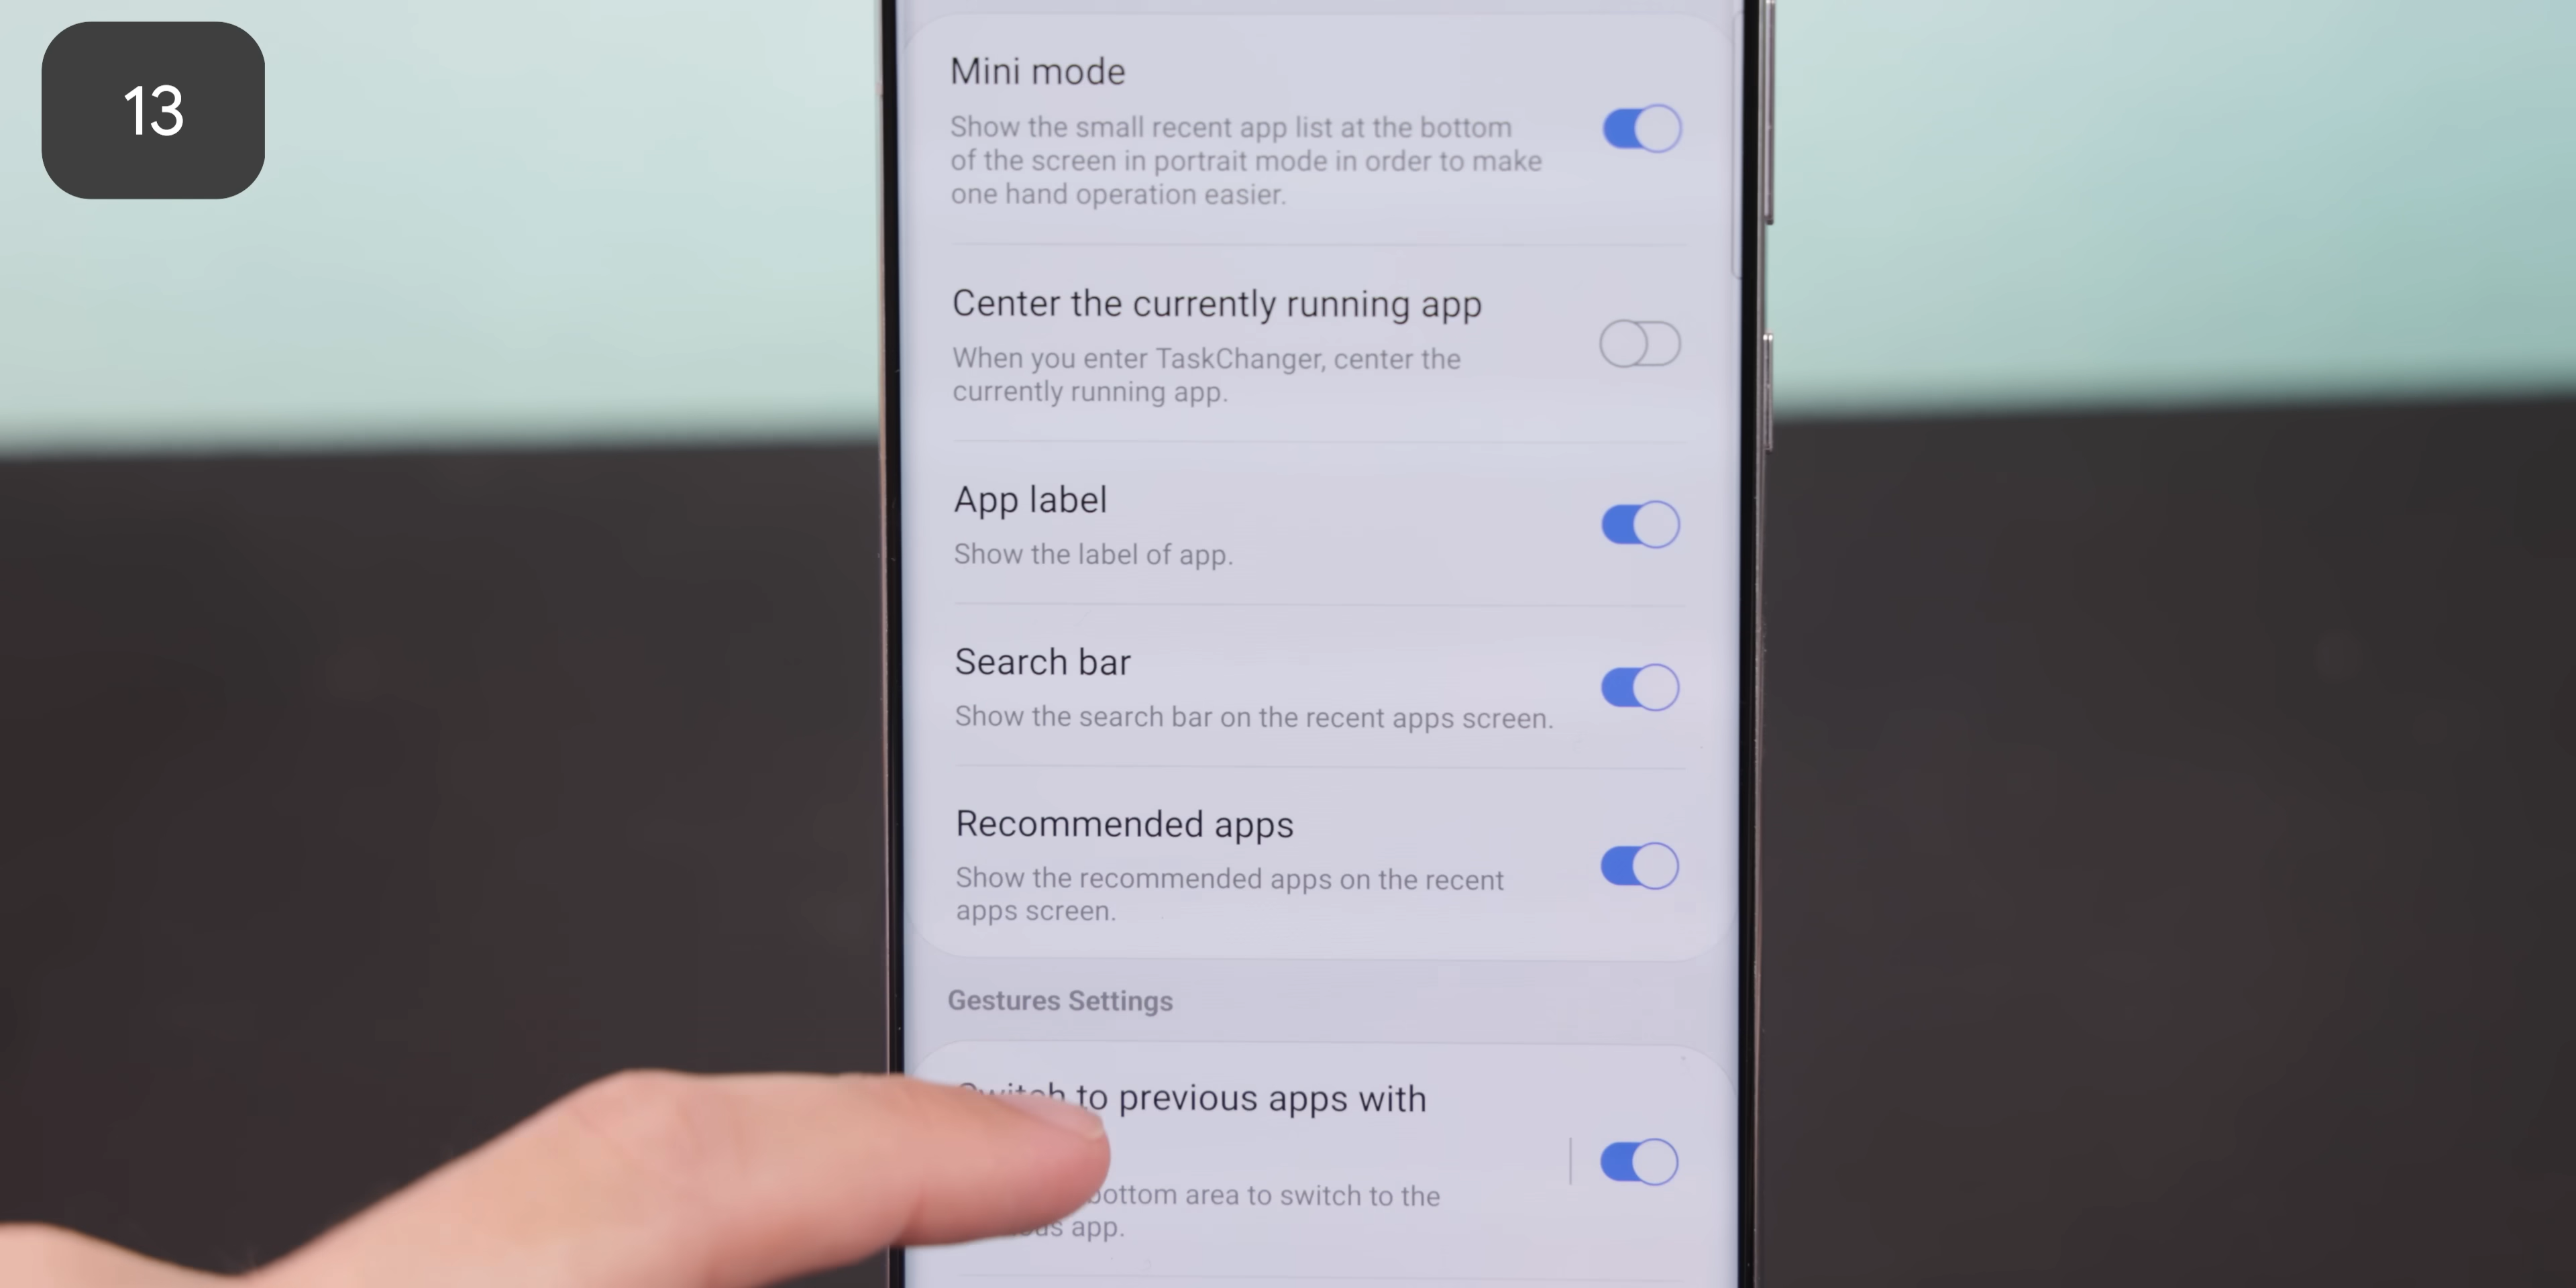 13
Mini mode
Show the small recent app list at the bottom
of the screen in portrait mode in order to make
one hand operation easier.
Center the currently running app
When you enter TaskChanger, center the
currently running app.
App label
Show the label of app.
Search bar
Show the search bar on the recent apps screen.
Recommended apps
Show the recommended apps on the recent
apps screen.
Gestures Settings
Switch to previous apps with
bottom area to switch to the
app.